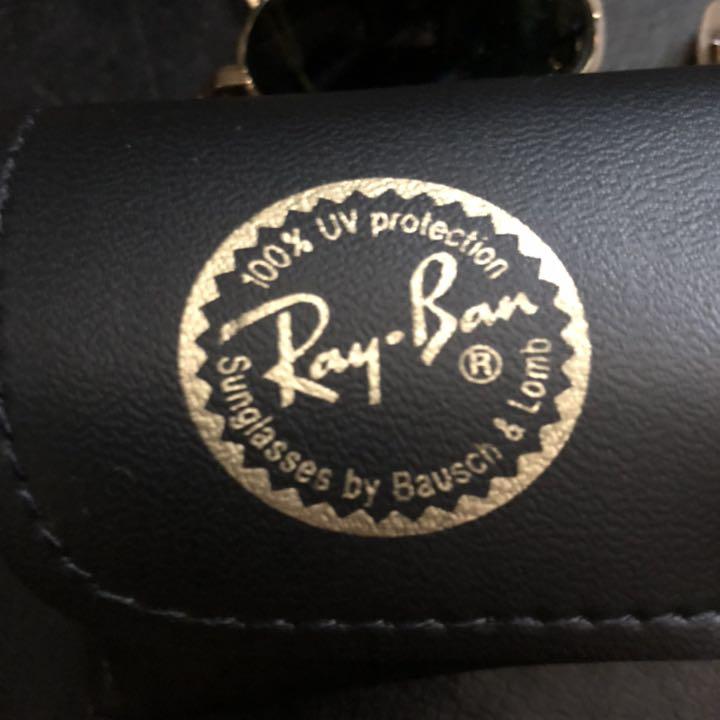 100% UV protection
Ray-Ban
®
Sunglasses by Bausch & Lomb